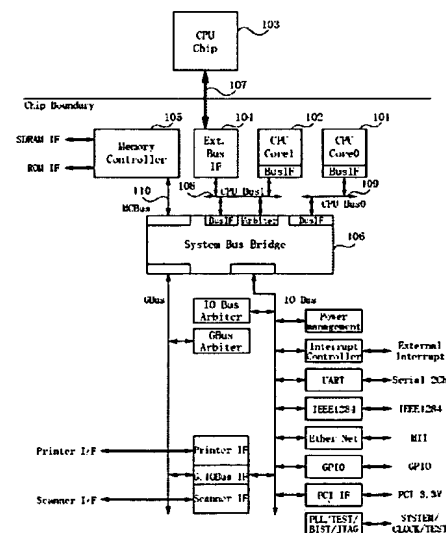 CPU
Chip
103
107
Chip Boundary
105
104
102
101
SDRAM IF
ROM IF
Memory
Controller
Ext.
Bus
IF
CPU
Core1
BusIF
CPU
Core0
BusIF
110
MCBus
108
CPU Bus1
109
CPU Bus0
BusIF
Arbiter
BusIF
System Bus Bridge
106
GBus
IO Bus
IO Bus
Arbiter
GBus
Arbiter
Power
management
Interrupt
Controller
External
Interrupt
UART
Serial 2Ch
IEEE1284
IEEE1284
Ether Net
MII
GPIO
GPIO
PCI IF
PCI 3.3V
PLL/TEST/
BIST/JTAG
SYSTEM/
CLOCK/TEST
Printer I/F
Printer IF
G.IOBus IF
Scanner I/F
Scanner IF